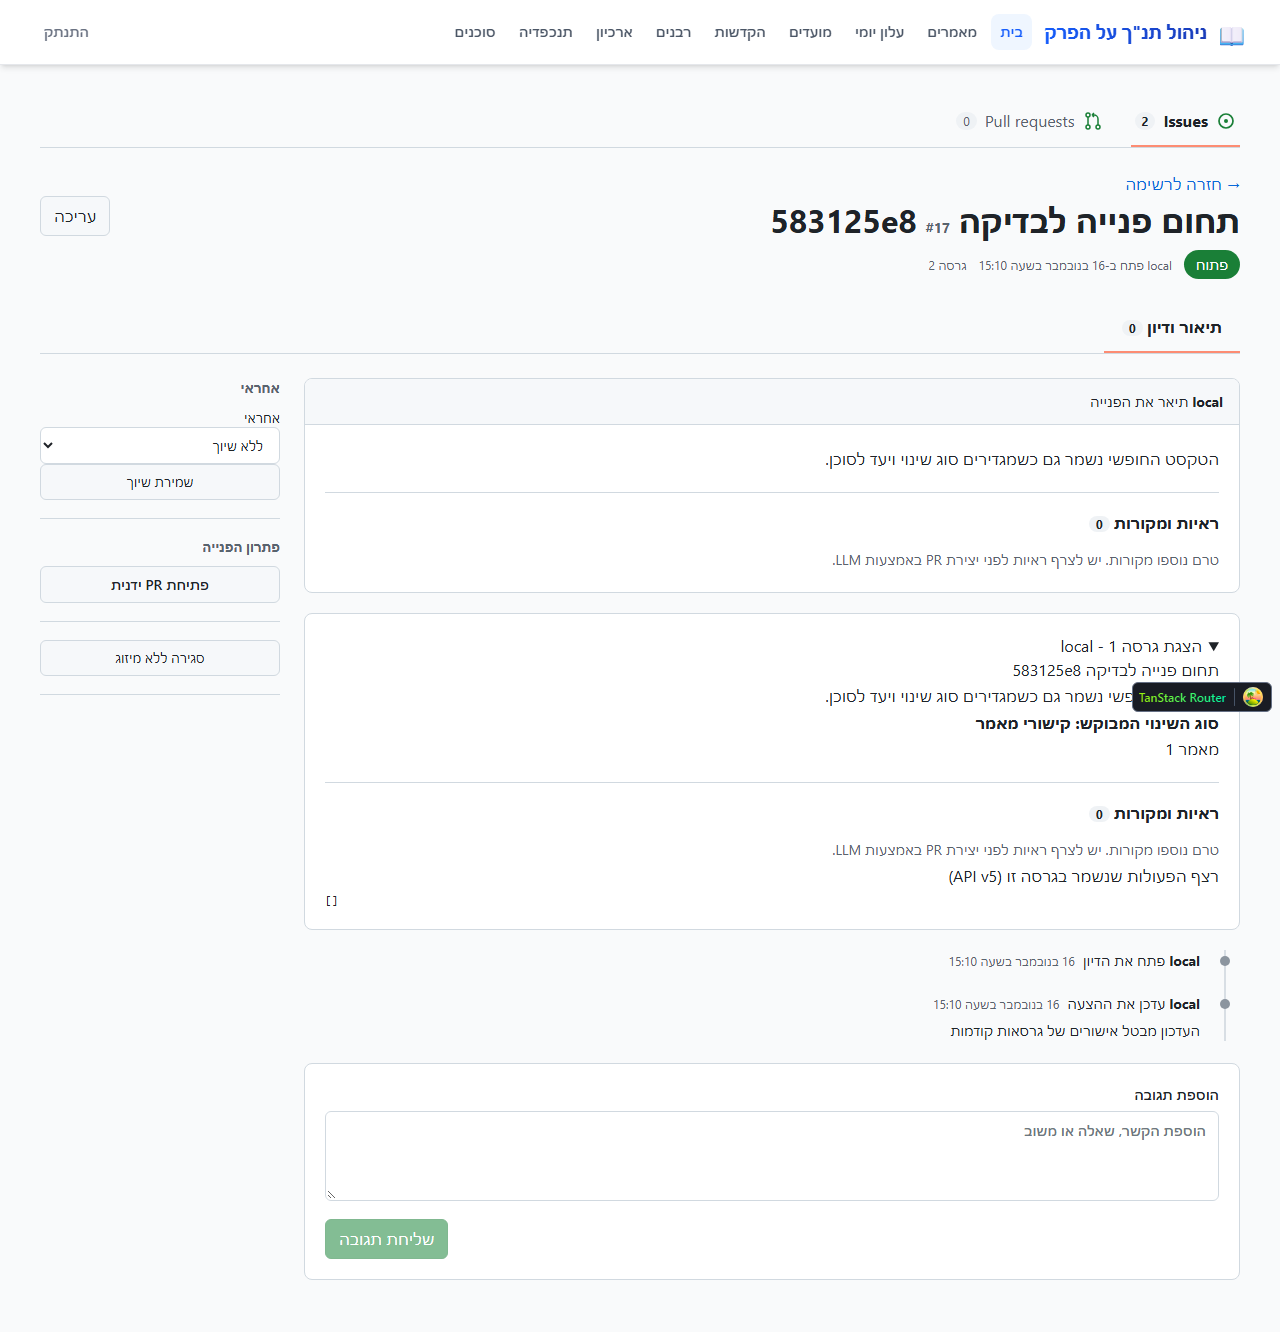 ניהול תנ"ך על הפרק
בית
מאמרים
עלון יומי
מועדים
הקדשות
רבנים
ארכיון
תנכפדיה
סוכנים
התנתק
Issues 2
Pull requests 0
→ חזרה לרשימה
תחום פנייה לבדיקה 583125e8 #17
עריכה
פתוח
local פתח ב-16 בנובמבר בשעה 15:10
גרסה 2
תיאור ודיון 0
local תיאר את הפנייה
הטקסט החופשי נשמר גם כשמגדירים סוג שינוי ויעד לסוכן.
ראיות ומקורות 0
טרם נוספו מקורות. יש לצרף ראיות לפני יצירת PR באמצעות LLM.
אחראי
אחראי
ללא שיוך
שמירת שיוך
פתרון הפנייה
פתיחת PR ידנית
סגירה ללא מיזוג
▼ הצגת גרסה 1 - local
תחום פנייה לבדיקה 583125e8
פשי נשמר גם כשמגדירים סוג שינוי ויעד לסוכן.
TanStack Router
סוג השינוי המבוקש: קישורי מאמר
מאמר 1
ראיות ומקורות 0
טרם נוספו מקורות. יש לצרף ראיות לפני יצירת PR באמצעות LLM.
רצף הפעולות שנשמר בגרסה זו (API v5)
[]
local פתח את הדיון 16 בנובמבר בשעה 15:10
local עדכן את ההצעה 16 בנובמבר בשעה 15:10
העדכון מבטל אישורים של גרסאות קודמות
הוספת תגובה
הוספת הקשר, שאלה או משוב
שליחת תגובה